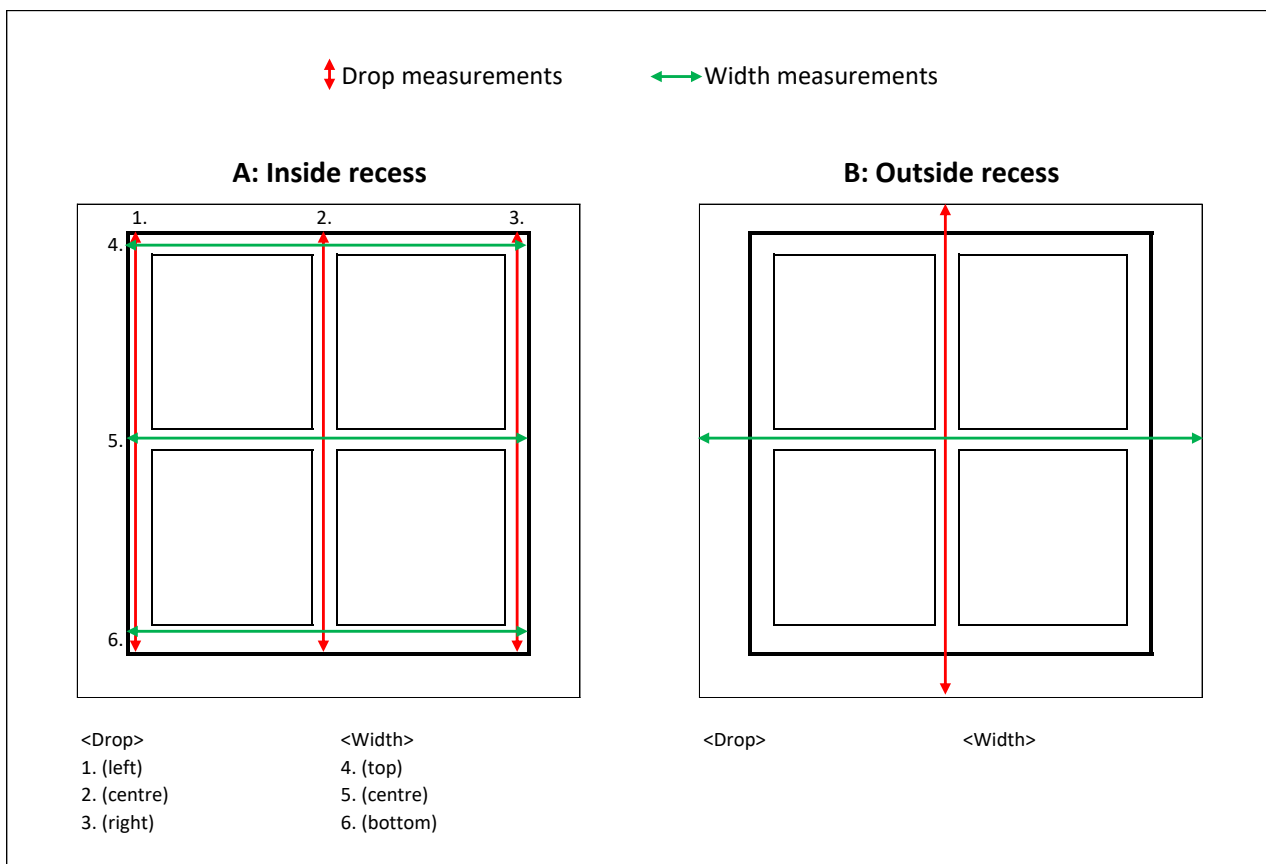 Drop measurements Width measurements
A: Inside recess
1. 2. 3.
4.
5.
6.
<Drop> <Width>
1. (left) 4. (top)
2. (centre) 5. (centre)
3. (right) 6. (bottom)
B: Outside recess
<Drop> <Width>